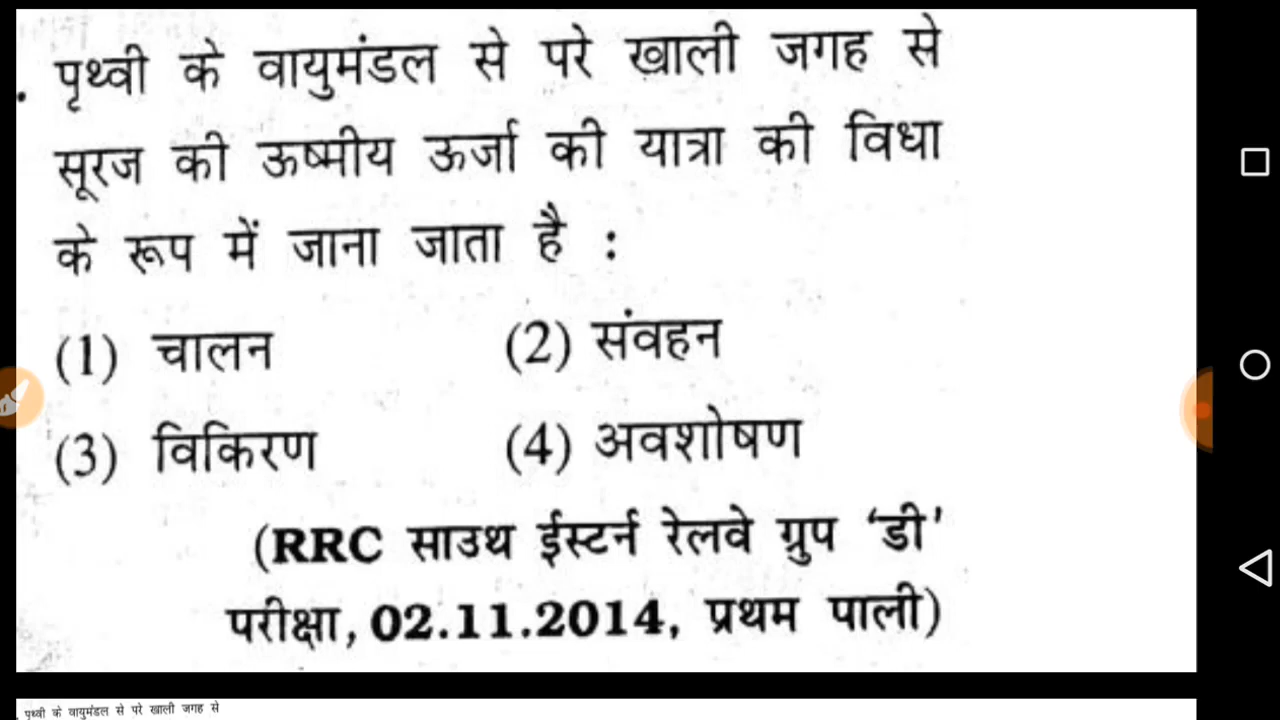 . पृथ्वी के वायुमंडल से परे खाली जगह से
सूरज की ऊष्मीय ऊर्जा की यात्रा की विधा
के रूप में जाना जाता है :
(1) चालन (2) संवहन
(3) विकिरण (4) अवशोषण
(RRC साउथ ईस्टर्न रेलवे ग्रुप ‘डी’
परीक्षा, 02.11.2014, प्रथम पाली)
. पृथ्वी के वायुमंडल से परे खाली जगह से